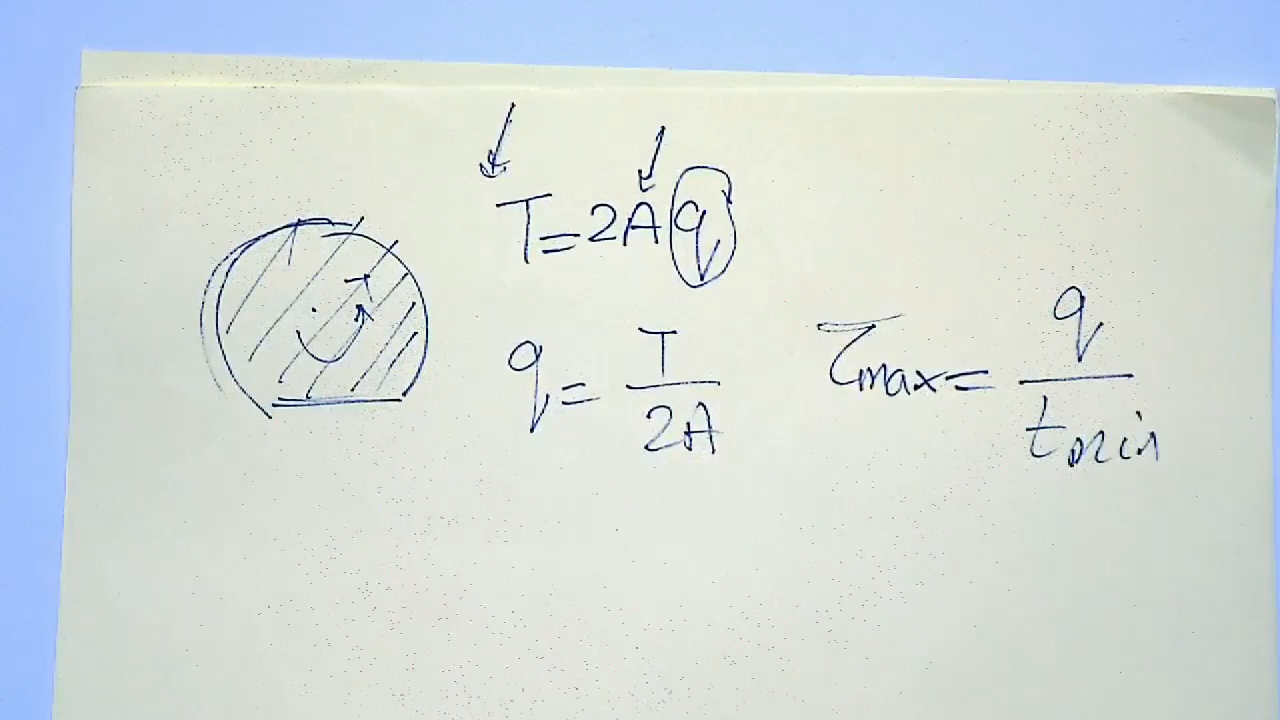 T=2Aq
q = T/2A
τmax = q/tmin